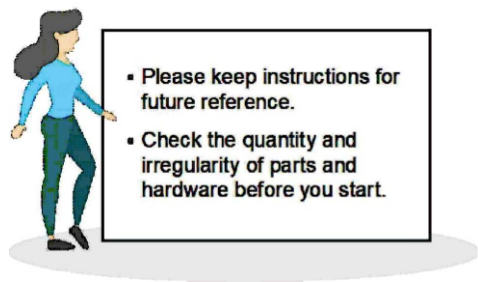 ▪ Please keep instructions for
future reference.
▪ Check the quantity and
irregularity of parts and
hardware before you start.